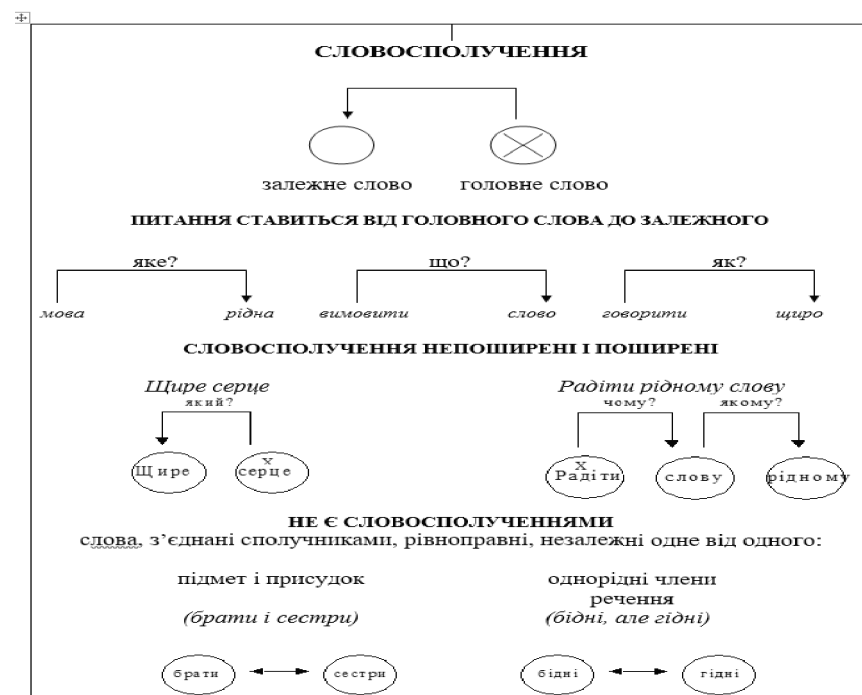 СЛОВОСПОЛУЧЕННЯ
залежне слово головне слово
ПИТАННЯ СТАВИТЬСЯ ВІД ГОЛОВНОГО СЛОВА ДО ЗАЛЕЖНОГО
яке? що? як?
мова рідна вимовити слово говорити щиро
СЛОВОСПОЛУЧЕННЯ НЕПОШИРЕНІ І ПОШИРЕНІ
Щире серце Радіти рідному слову
який? чому? якому?
х х
Щире серце Радіти слову рідному
НЕ Є СЛОВОСПОЛУЧЕННЯМИ
слова, з’єднані сполучниками, рівноправні, незалежні одне від одного:
підмет і присудок однорідні члени
речення
(брати і сестри) (бідні, але гідні)
брати сестри бідні гідні